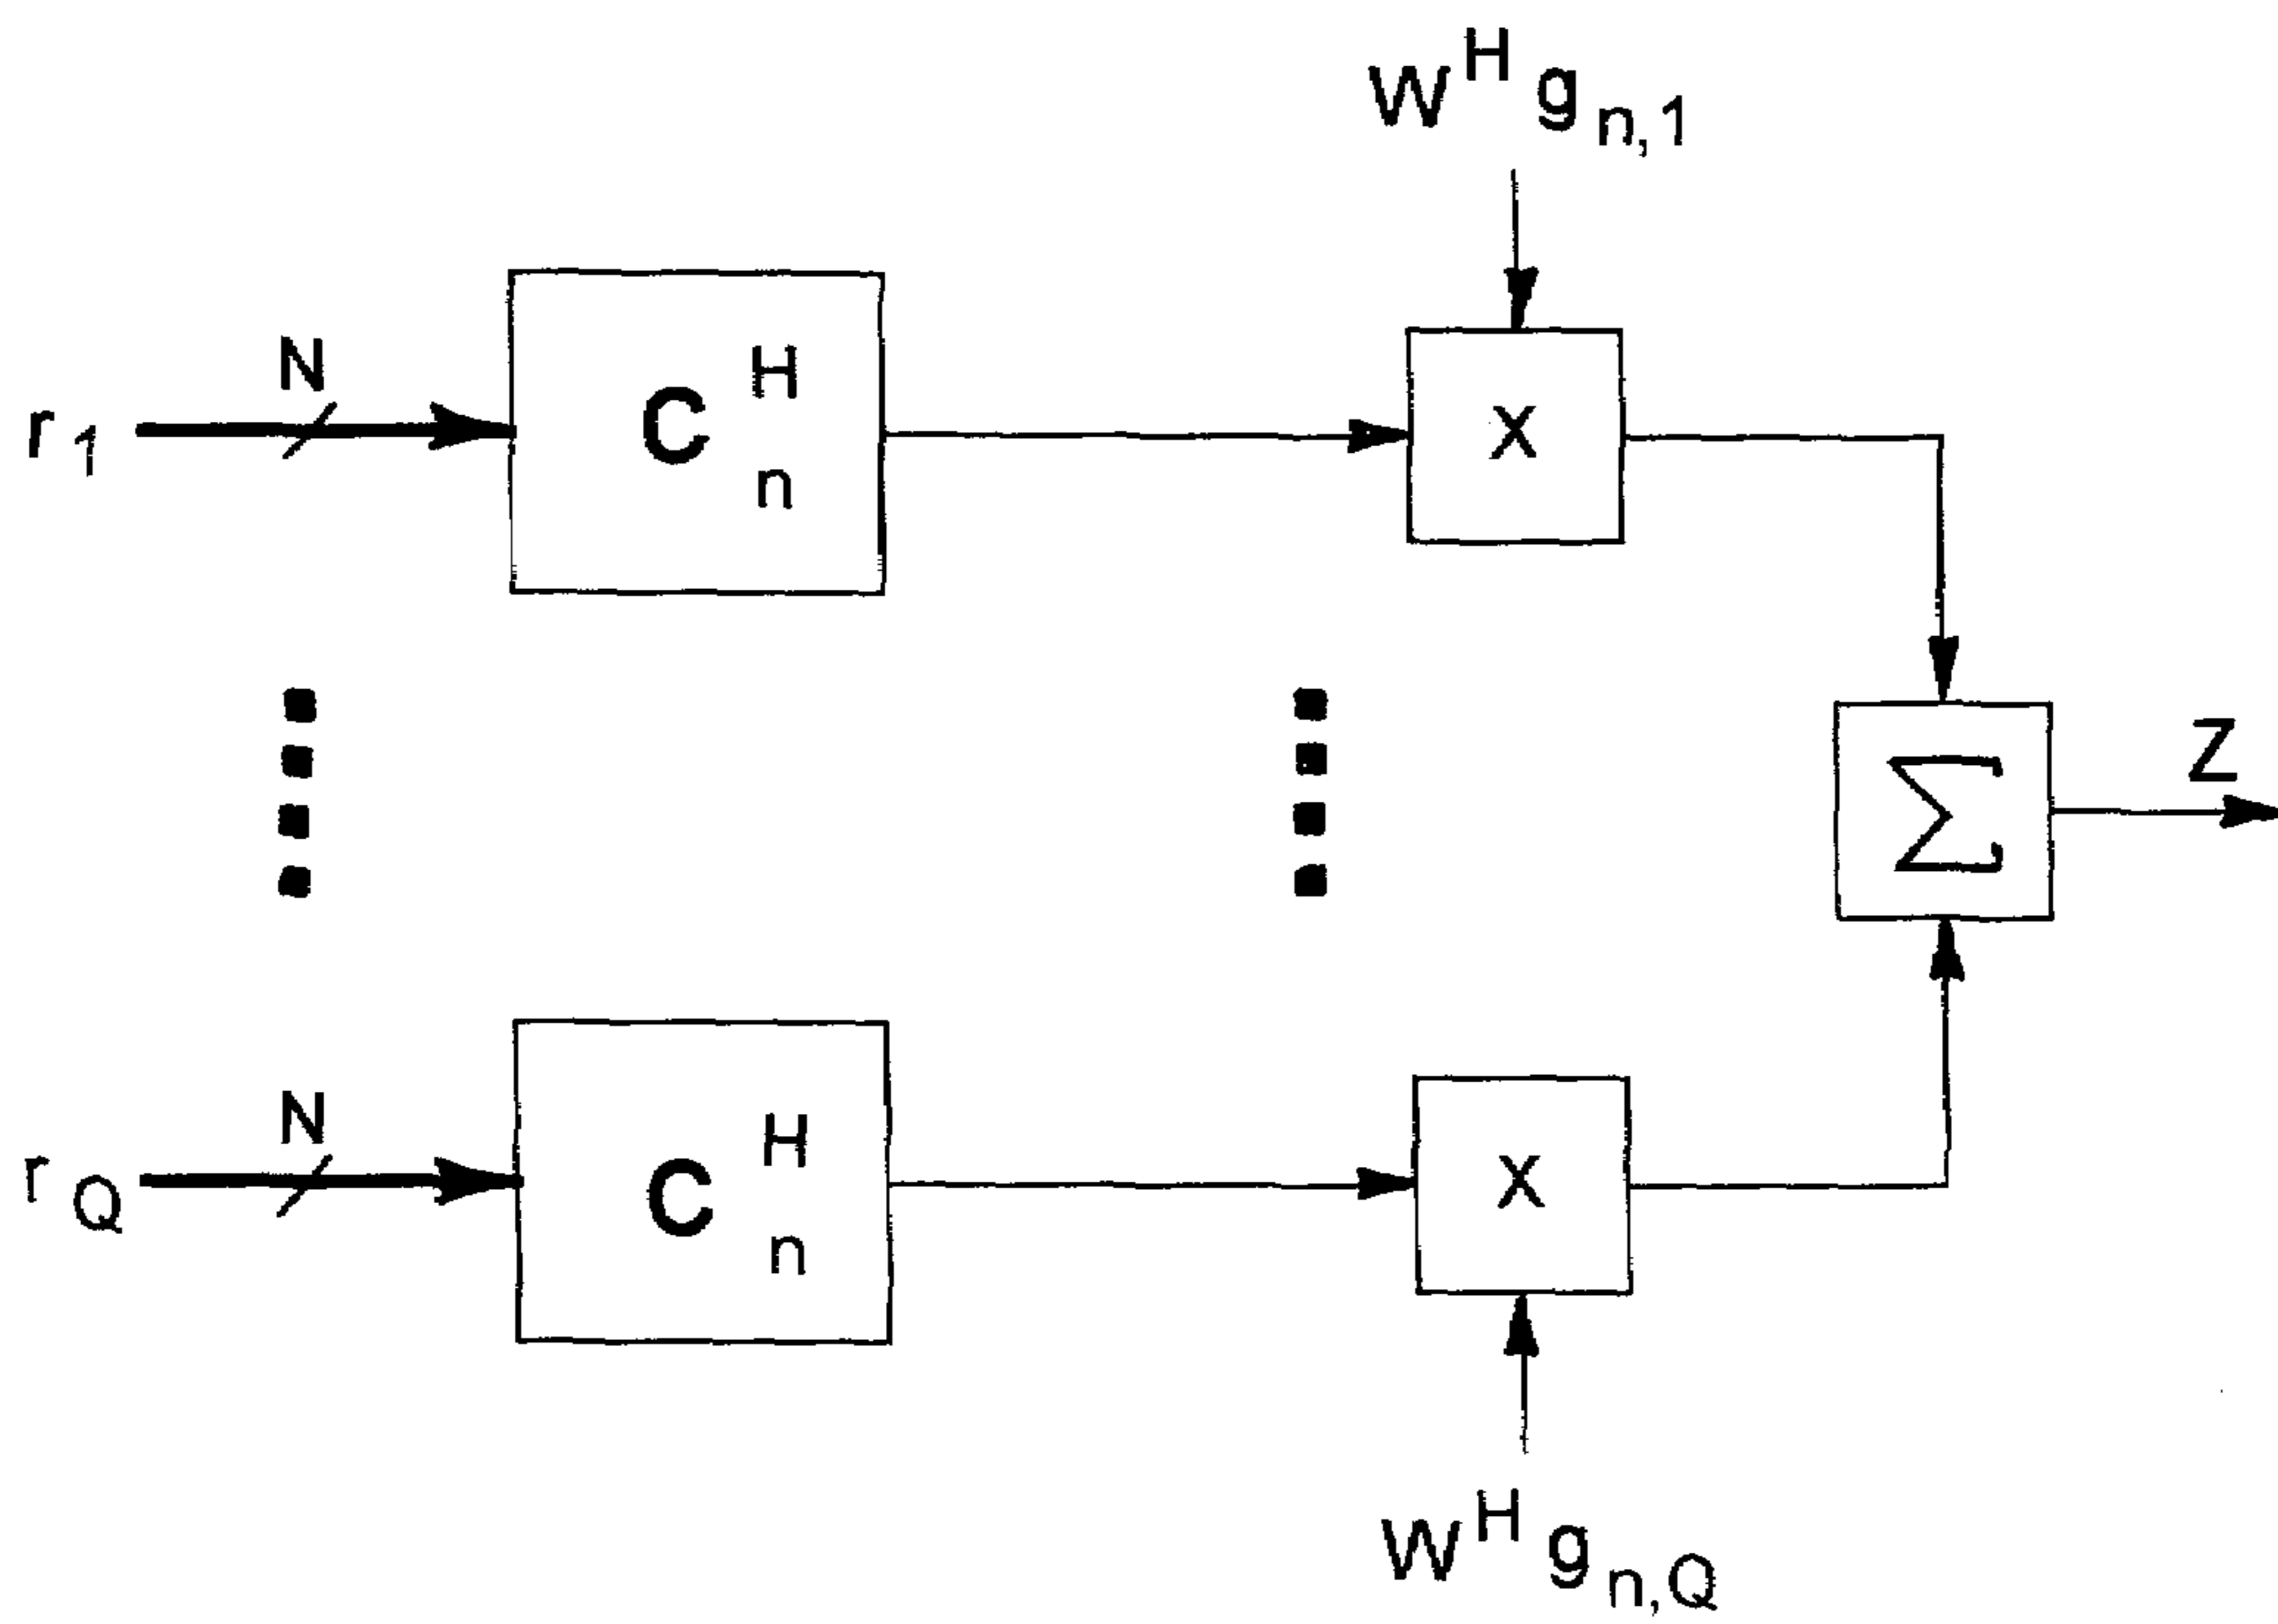 W^H g_n,1
N
r_1
C_n^H
x
Σ
Z
N
r_Q
C_n^H
x
W^H g_n,Q